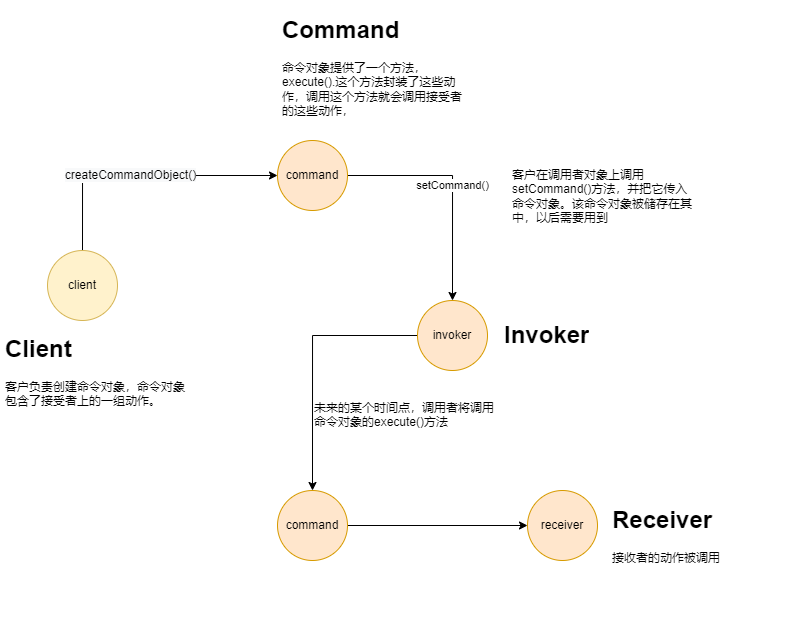 Command
命令对象提供了一个方法，
execute().这个方法封装了这些动
作，调用这个方法就会调用接受者
的这些动作，
createCommandObject()
command
setCommand()
客户在调用者对象上调用
setCommand()方法，并把它传入
命令对象。该命令对象被储存在其
中，以后需要用到
client
invoker
Invoker
Client
客户负责创建命令对象，命令对象
包含了接受者上的一组动作。
未来的某个时间点，调用者将调用
命令对象的execute()方法
command
receiver
Receiver
接收者的动作被调用